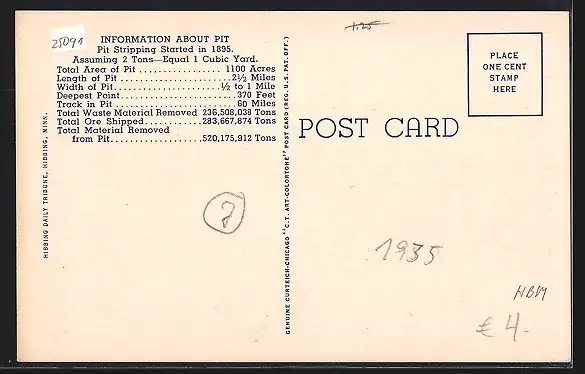 25091
INFORMATION ABOUT PIT
Pit Stripping Started in 1895.
Assuming 2 Tons—Equal 1 Cubic Yard.
Total Area of Pit ................ 1100 Acres
Length of Pit .....................2½ Miles
Width of Pit.....................½ to 1 Mile
Deepest Point.......................370 Feet
Track in Pit .......................60 Miles
Total Waste Material Removed 236,508,038 Tons
Total Ore Shipped...........283,667,874 Tons
Total Material Removed
from Pit..................520,175,912 Tons
HIBBING DAILY TRIBUNE, HIBBING, MINN.
GENUINE CURTEICH-CHICAGO "C.T. ART-COLORTONE" POST CARD (REG. U.S. PAT. OFF.)
1.25
POST CARD
PLACE
ONE CENT
STAMP
HERE
1935
HBM
€ 4.-